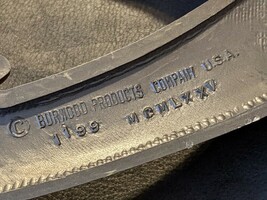 © BURWOOD PRODUCTS COMPANY U.S.A.
1199 MCMLXXV